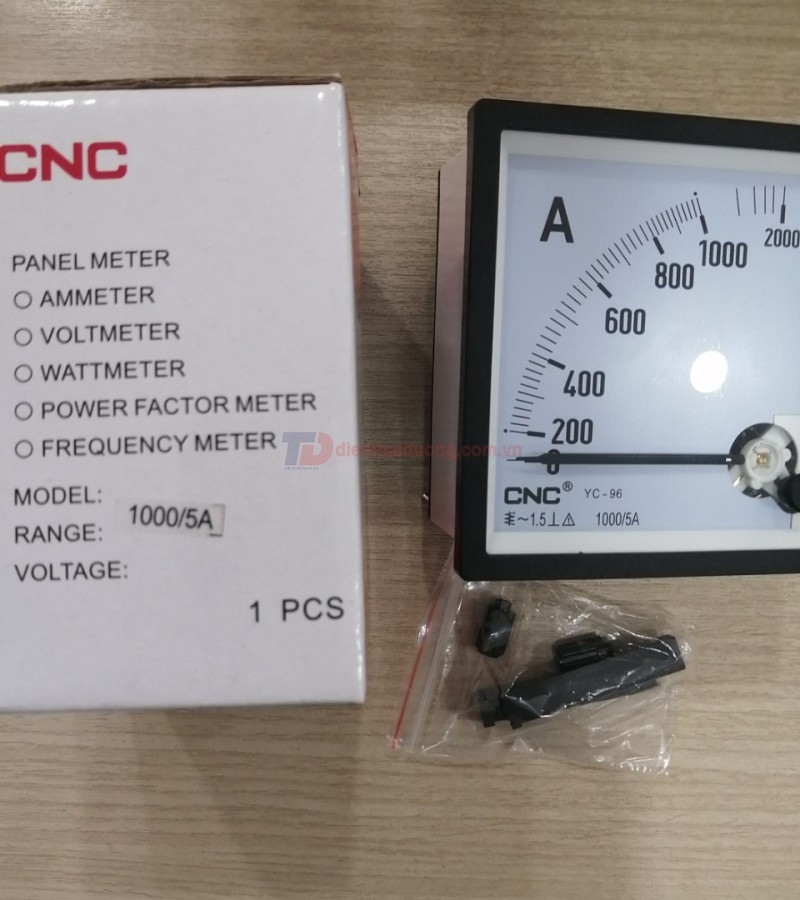 CNC
PANEL METER
AMMETER
VOLTMETER
WATTMETER
POWER FACTOR METER
FREQUENCY METER
MODEL:
RANGE: 1000/5A
VOLTAGE:
1 PCS
A
0
200
400
600
800
1000
2000
CNC® YC-96
~1.5⊥⚠ 1000/5A
TD